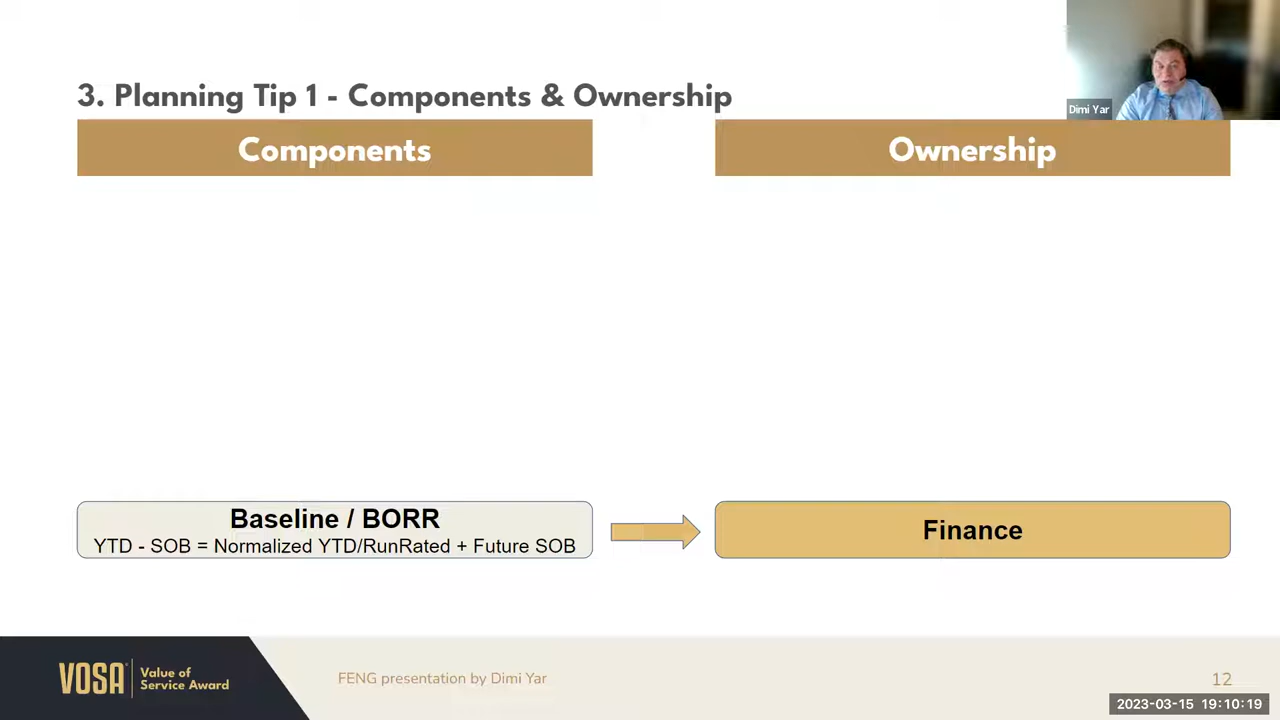 3. Planning Tip 1 - Components & Ownership
Dimi Yar
Components
Ownership
Baseline / BORR
YTD - SOB = Normalized YTD/RunRated + Future SOB
Finance
VOSA
Value of
Service Award
FENG presentation by Dimi Yar
12
2023-03-15 19:10:19